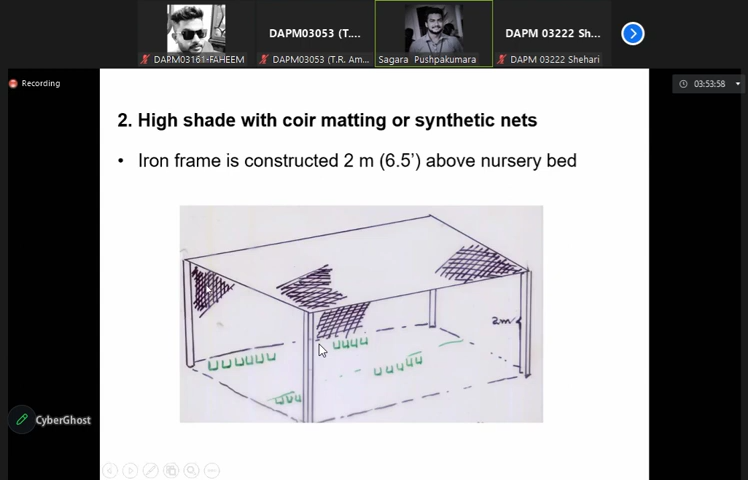 DAPM03053 (T....
DAPM 03222 Sh...
DAPM03161-FAHEEM
DAPM03053 (T.R. Am...
Sagara Pushpakumara
DAPM 03222 Shehari
Recording
03:53:58
2. High shade with coir matting or synthetic nets
• Iron frame is constructed 2 m (6.5’) above nursery bed
2m
CyberGhost